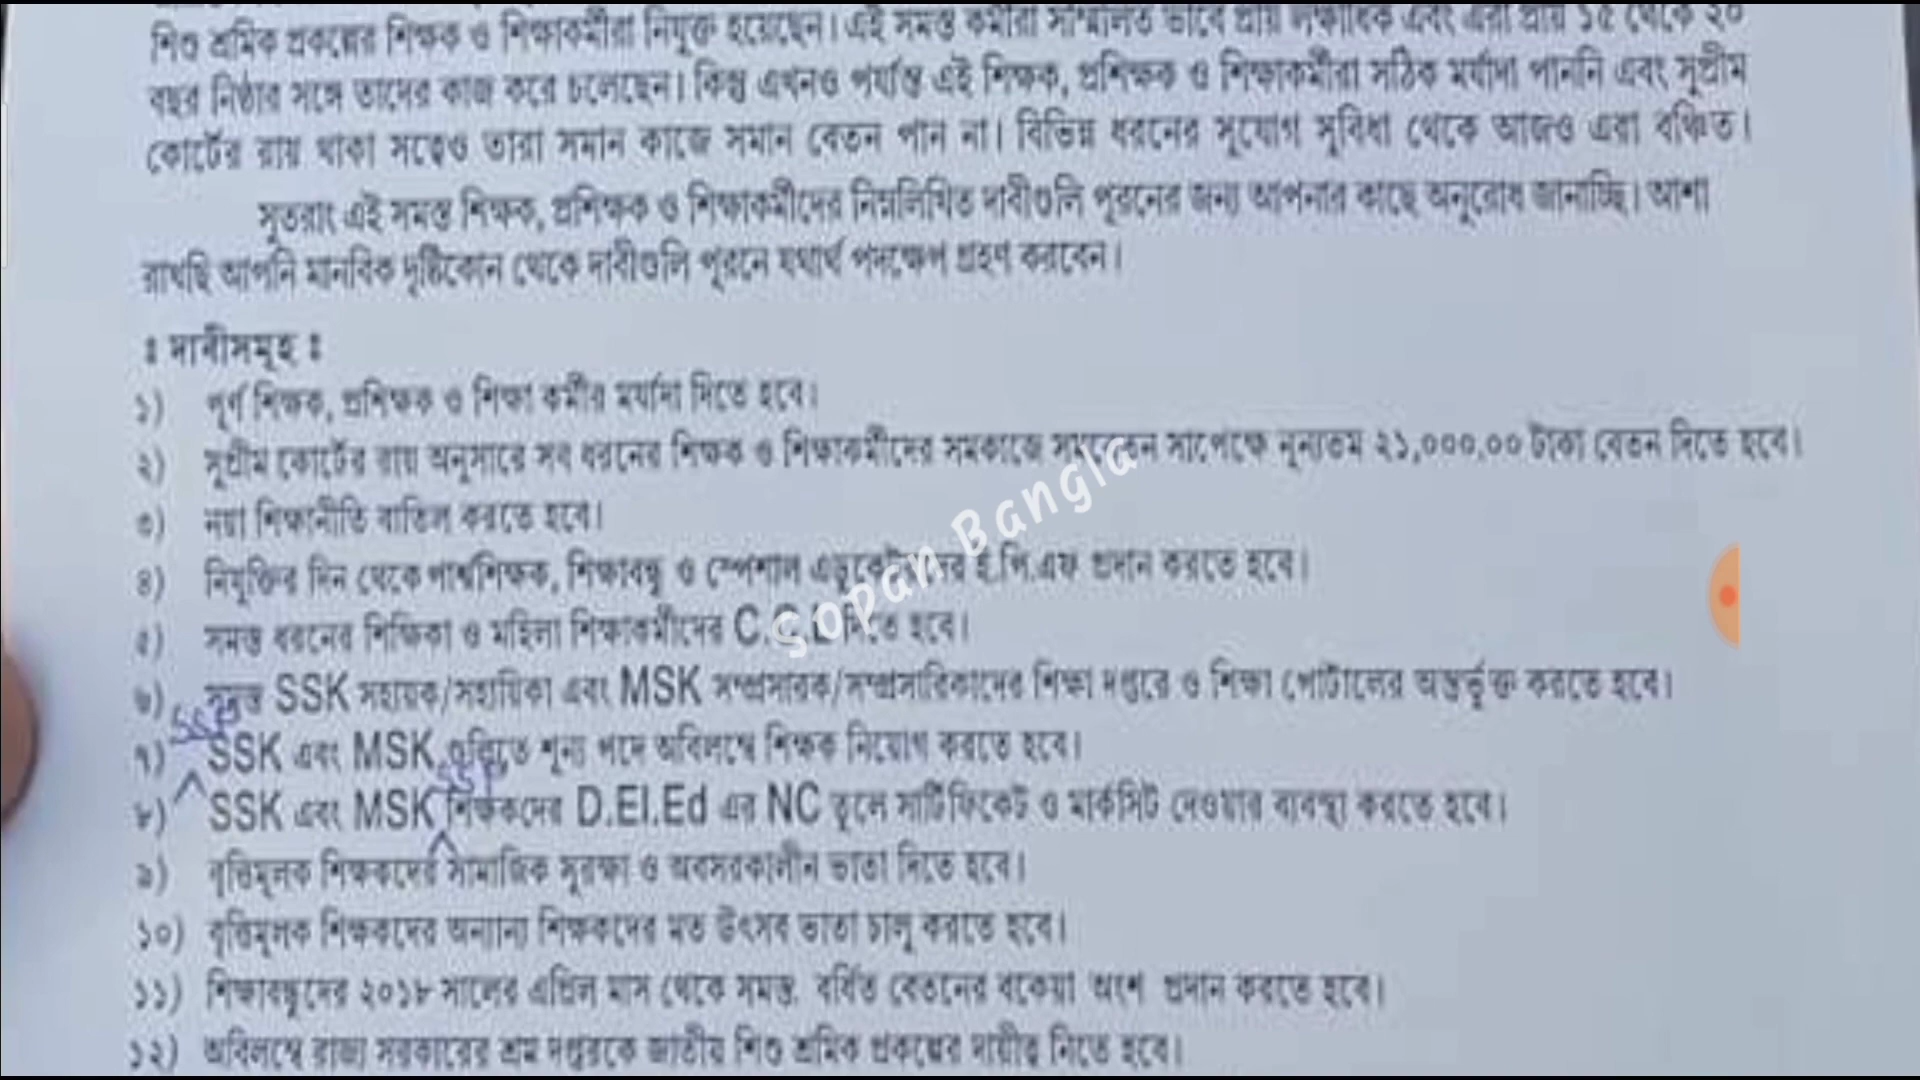 শিশু শ্রমিক প্রকল্পের শিক্ষক ও শিক্ষাকর্মীরা নিযুক্ত হয়েছেন। এই সমস্ত কর্মীরা সম্মিলিত ভাবে প্রায় লক্ষাধিক এবং এরা প্রায় ১৫ থেকে ২০
বছর নিষ্ঠার সঙ্গে তাদের কাজ করে চলেছেন। কিন্তু এখনও পর্য্যন্ত এই শিক্ষক, প্রশিক্ষক ও শিক্ষাকর্মীরা সঠিক মর্যাদা পাননি এবং সুপ্রীম
কোর্টের রায় থাকা সত্বেও তারা সমান কাজে সমান বেতন পান না। বিভিন্ন ধরনের সুযোগ সুবিধা থেকে আজও এরা বঞ্চিত।
সুতরাং এই সমস্ত শিক্ষক, প্রশিক্ষক ও শিক্ষাকর্মীদের নিম্নলিখিত দাবীগুলি পূরনের জন্য আপনার কাছে অনুরোধ জানাচ্ছি। আশা
রাখছি আপনি মানবিক দৃষ্টিকোন থেকে দাবীগুলি পূরনে যথার্থ পদক্ষেপ গ্রহণ করবেন।
ঃ দাবীসমূহ ঃ
১) পূর্ণ শিক্ষক, প্রশিক্ষক ও শিক্ষা কর্মীর মর্যাদা দিতে হবে।
২) সুপ্রীম কোর্টের রায় অনুসারে সব ধরনের শিক্ষক ও শিক্ষাকর্মীদের সমকাজে সমবেতন সাপেক্ষে নূন্যতম ২১,০০০.০০ টাকা বেতন দিতে হবে।
৩) নয়া শিক্ষানীতি বাতিল করতে হবে।
৪) নিযুক্তির দিন থেকে পার্শ্বশিক্ষক, শিক্ষাবন্ধু ও স্পেশাল এডুকেটরদের ই.পি.এফ প্রদান করতে হবে।
৫) সমস্ত ধরনের শিক্ষিকা ও মহিলা শিক্ষাকর্মীদের C.C.L দিতে হবে।
৬) সমস্ত SSK সহায়ক/সহায়িকা এবং MSK সম্প্রসারক/সম্প্রসারিকাদের শিক্ষা দপ্তরে ও শিক্ষা পোর্টালের অন্তর্ভুক্ত করতে হবে।
SSP
৭) SSK এবং MSK গুলিতে শূন্য পদে অবিলম্বে শিক্ষক নিয়োগ করতে হবে।
SSP
৮) SSK এবং MSK শিক্ষকদের D.El.Ed এর NC তুলে সার্টিফিকেট ও মার্কসিট দেওয়ার ব্যবস্থা করতে হবে।
৯) বৃত্তিমূলক শিক্ষকদের সামাজিক সুরক্ষা ও অবসরকালীন ভাতা দিতে হবে।
১০) বৃত্তিমূলক শিক্ষকদের অন্যান্য শিক্ষকদের মত উৎসব ভাতা চালু করতে হবে।
১১) শিক্ষাবন্ধুদের ২০১৮ সালের এপ্রিল মাস থেকে সমস্ত বর্ধিত বেতনের বকেয়া অংশ প্রদান করতে হবে।
১২) অবিলম্বে রাজ্য সরকারের শ্রম দপ্তরকে জাতীয় শিশু শ্রমিক প্রকল্পের দায়ীত্ব নিতে হবে।
Sopan Bangla